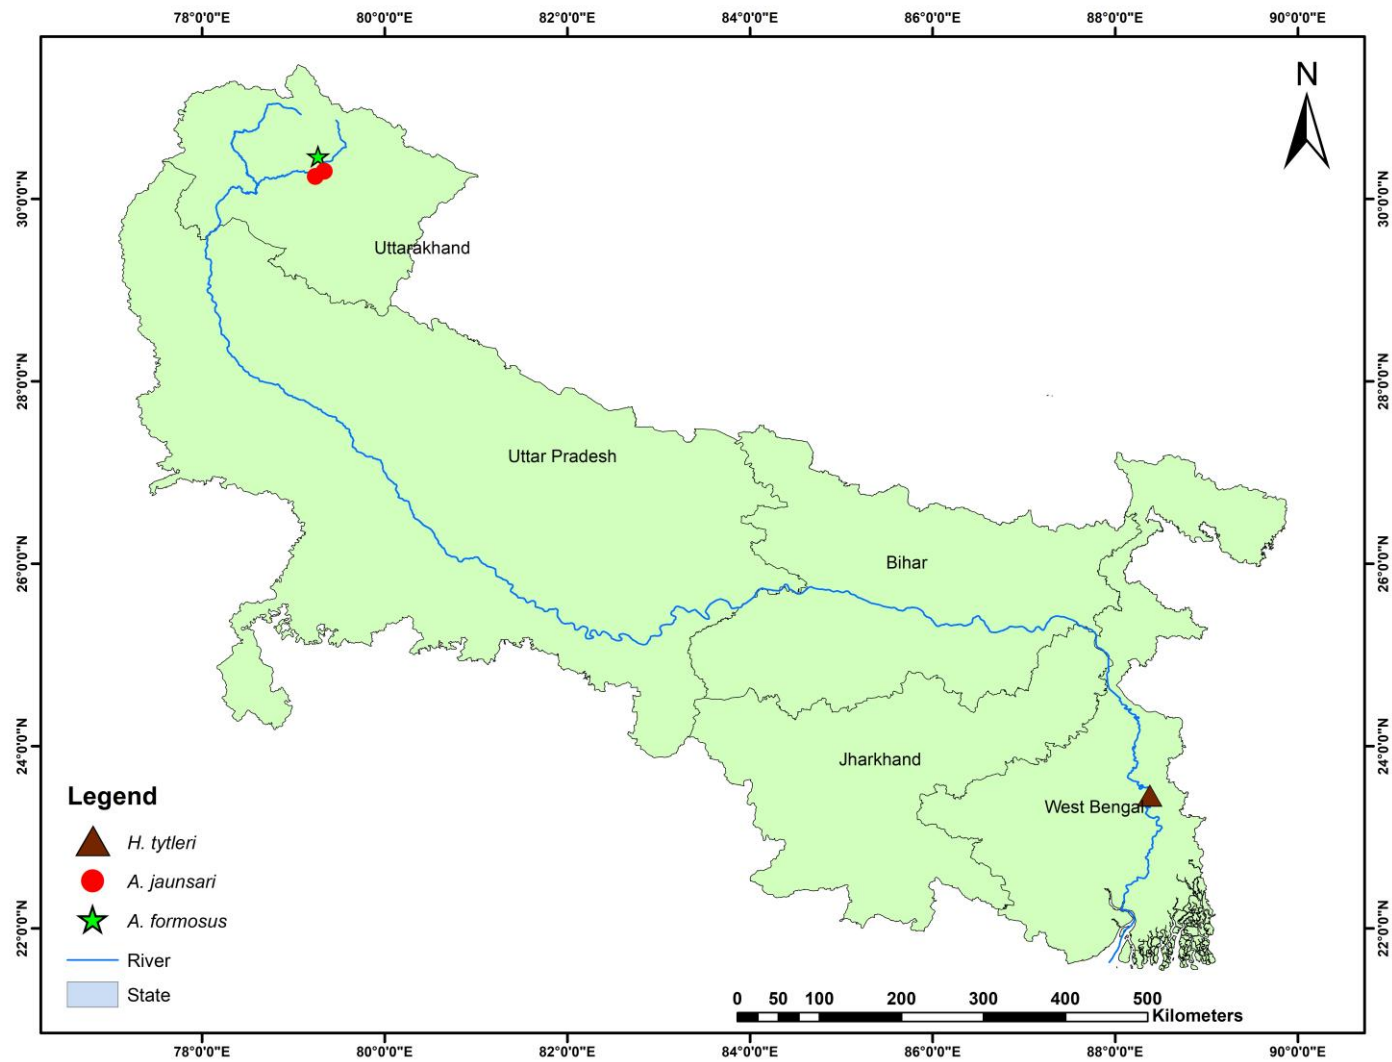 78°0'0"E 80°0'0"E 82°0'0"E 84°0'0"E 86°0'0"E 88°0'0"E 90°0'0"E
N
30°0'0"N 30°0'0"N
Uttarakhand
28°0'0"N 28°0'0"N
Uttar Pradesh
26°0'0"N 26°0'0"N
Bihar
24°0'0"N 24°0'0"N
Jharkhand
West Bengal
Legend
H. tytleri
A. jaunsari
A. formosus
River
State
22°0'0"N 22°0'0"N
0 50 100 200 300 400 500
Kilometers
78°0'0"E 80°0'0"E 82°0'0"E 84°0'0"E 86°0'0"E 88°0'0"E 90°0'0"E